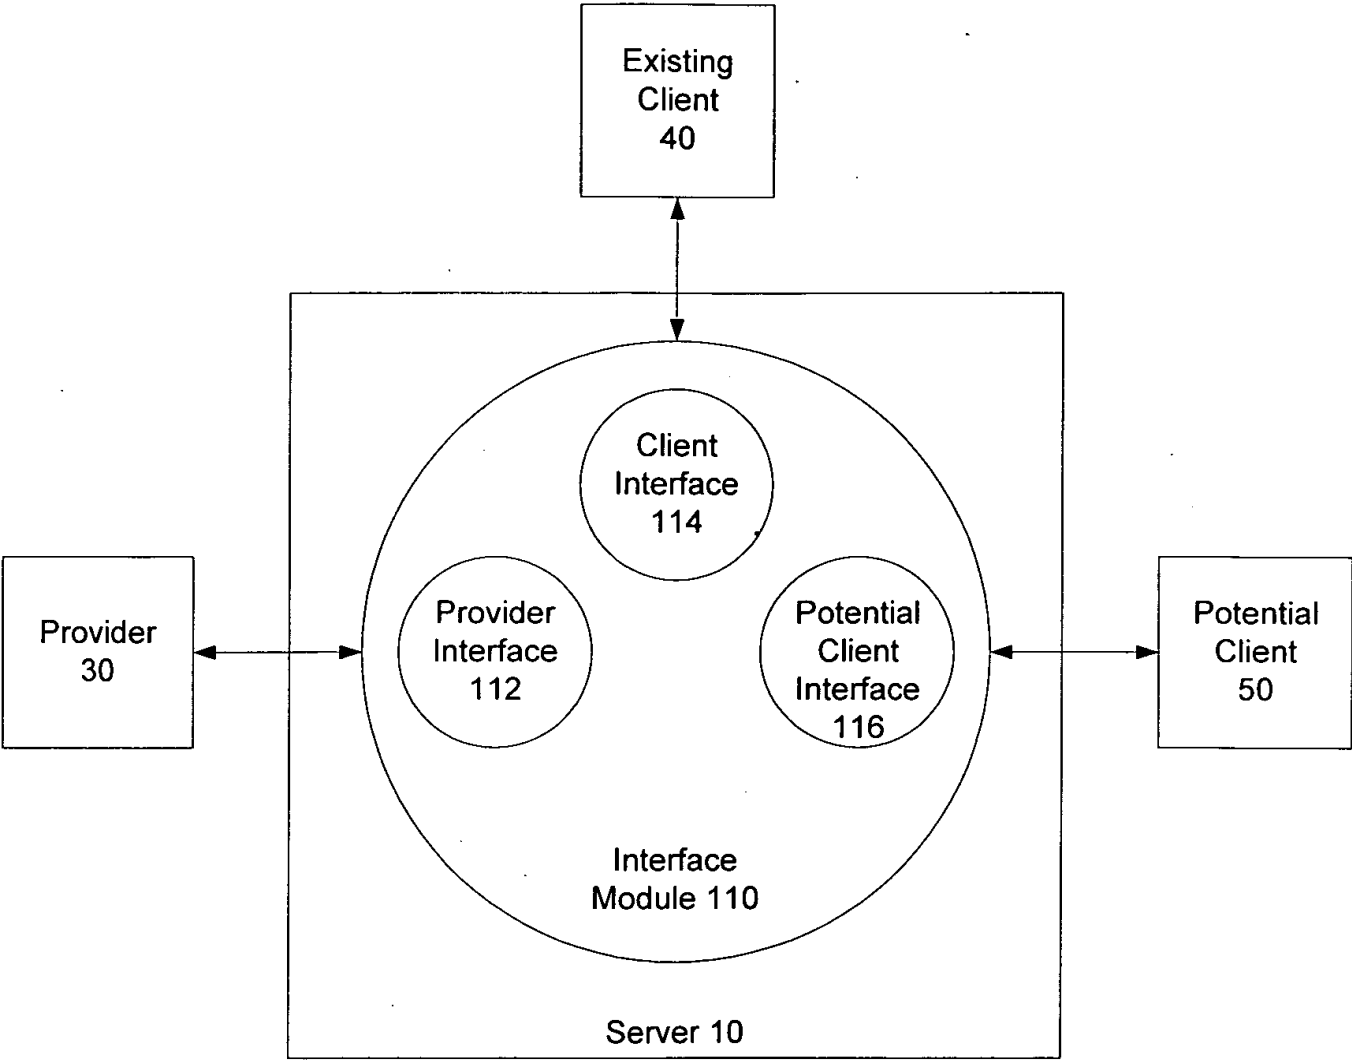 Existing
Client
40
Client
Interface
114
Provider
30
Provider
Interface
112
Potential
Client
Interface
116
Potential
Client
50
Interface
Module 110
Server 10